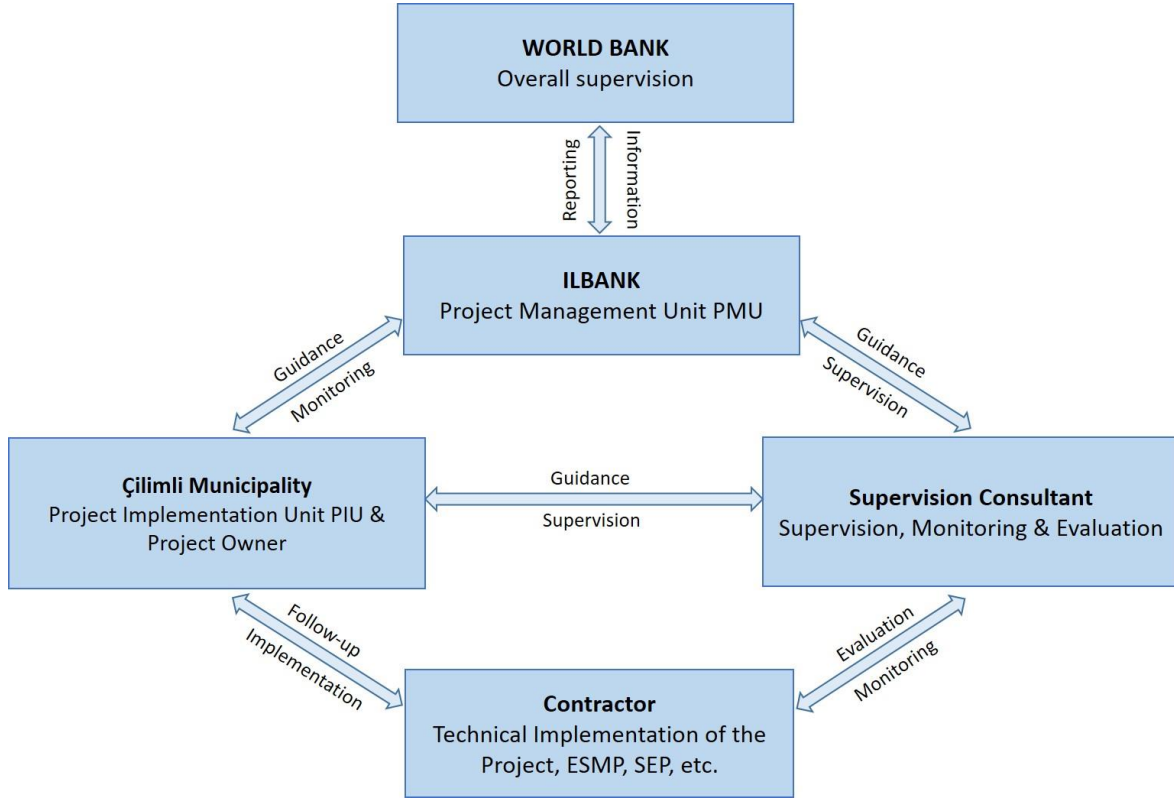 WORLD BANK
Overall supervision
Reporting
Information
ILBANK
Project Management Unit PMU
Guidance
Monitoring
Guidance
Supervision
Çilimli Municipality
Project Implementation Unit PIU &
Project Owner
Guidance
Supervision
Supervision Consultant
Supervision, Monitoring & Evaluation
Follow-up
Implementation
Evaluation
Monitoring
Contractor
Technical Implementation of the
Project, ESMP, SEP, etc.